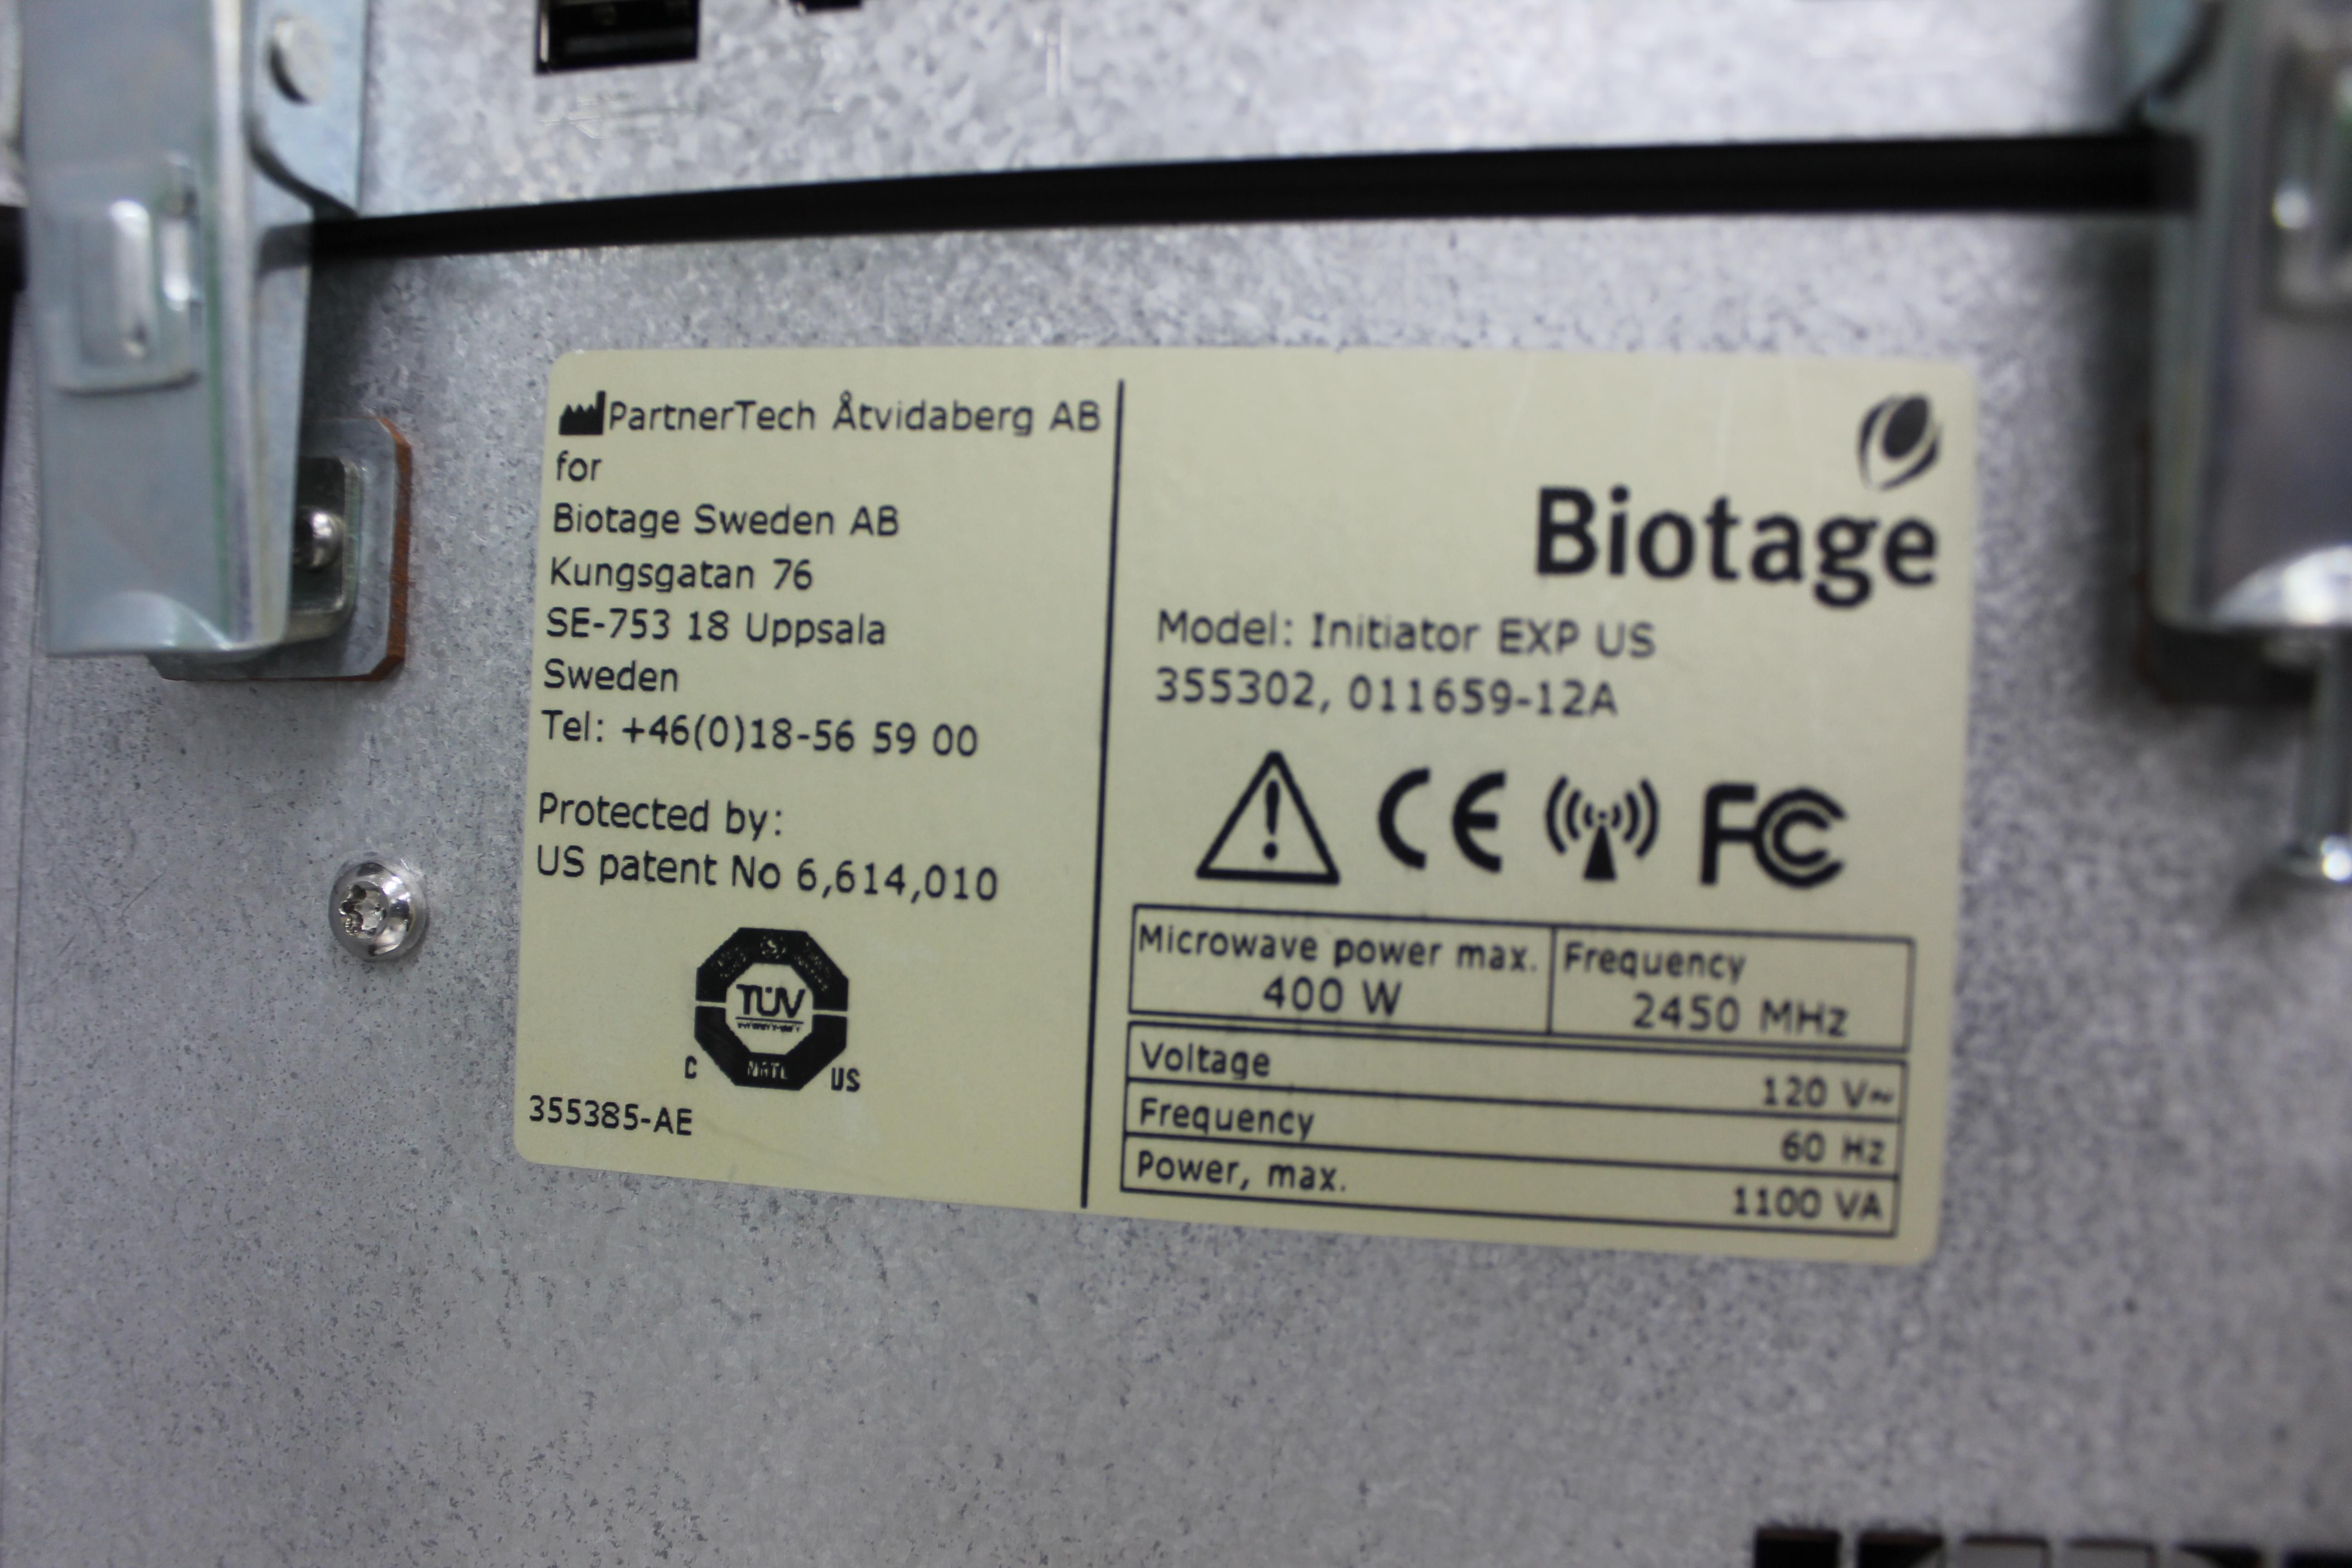 PartnerTech Åtvidaberg AB
for
Biotage Sweden AB
Kungsgatan 76
SE-753 18 Uppsala
Sweden
Tel: +46(0)18-56 59 00
Protected by:
US patent No 6,614,010
TÜV
NRTL
C US
355385-AE
Biotage
Model: Initiator EXP US
355302, 011659-12A
CE FC
Microwave power max. Frequency
400 W 2450 MHz
Voltage 120 V~
Frequency 60 Hz
Power, max. 1100 VA